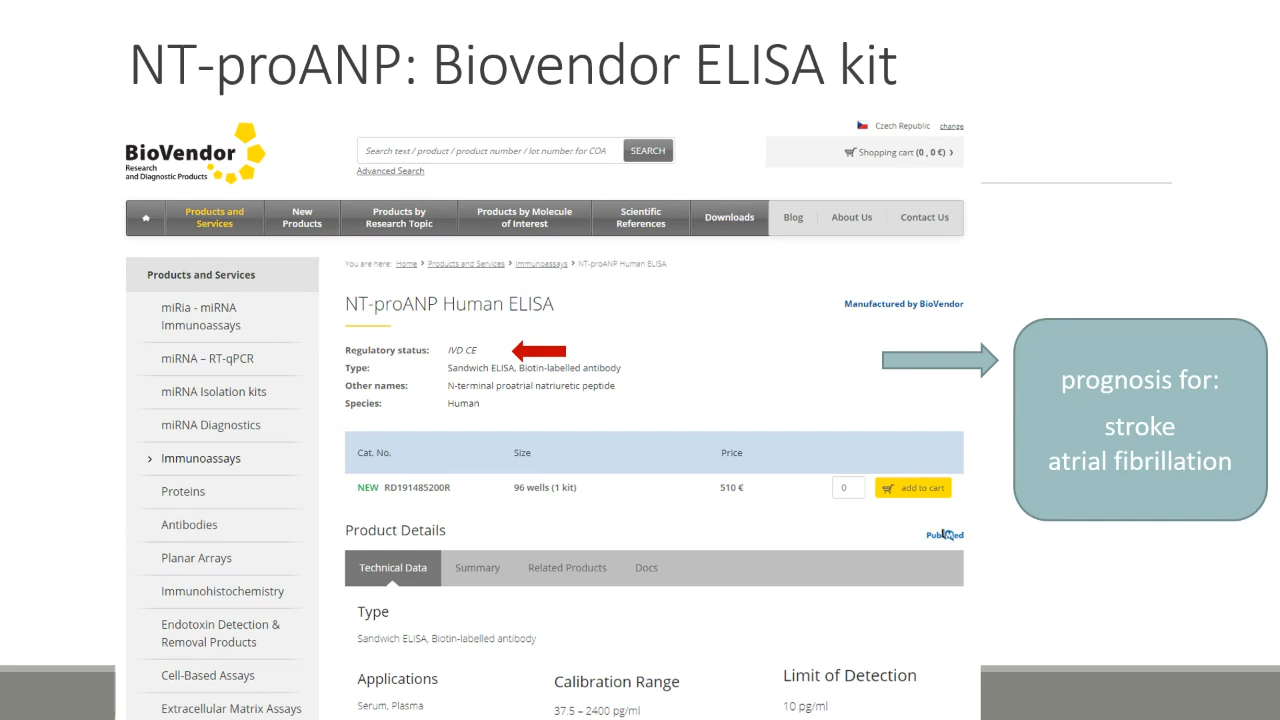 NT-proANP: Biovendor ELISA kit
BioVendor
Research
and Diagnostic Products
Search text / product / product number / lot number for COA
SEARCH
Advanced Search
Czech Republic change
Shopping cart (0 , 0 €) ›
Products and
Services
New
Products
Products by
Research Topic
Products by Molecule
of Interest
Scientific
References
Downloads
Blog
About Us
Contact Us
Products and Services
miRia - miRNA
Immunoassays
miRNA – RT-qPCR
miRNA Isolation kits
miRNA Diagnostics
› Immunoassays
Proteins
Antibodies
Planar Arrays
Immunohistochemistry
Endotoxin Detection &
Removal Products
Cell-Based Assays
Extracellular Matrix Assays
You are here: Home › Products and Services › Immunoassays › NT-proANP Human ELISA
NT-proANP Human ELISA
Manufactured by BioVendor
Regulatory status: IVD CE
Type: Sandwich ELISA, Biotin-labelled antibody
Other names: N-terminal proatrial natriuretic peptide
Species: Human
Cat. No. Size Price
NEW RD191485200R 96 wells (1 kit) 510 € 0 add to cart
Product Details
PubMed
Technical Data Summary Related Products Docs
Type
Sandwich ELISA, Biotin-labelled antibody
Applications
Serum, Plasma
Calibration Range
37.5 – 2400 pg/ml
Limit of Detection
10 pg/ml
prognosis for:
stroke
atrial fibrillation